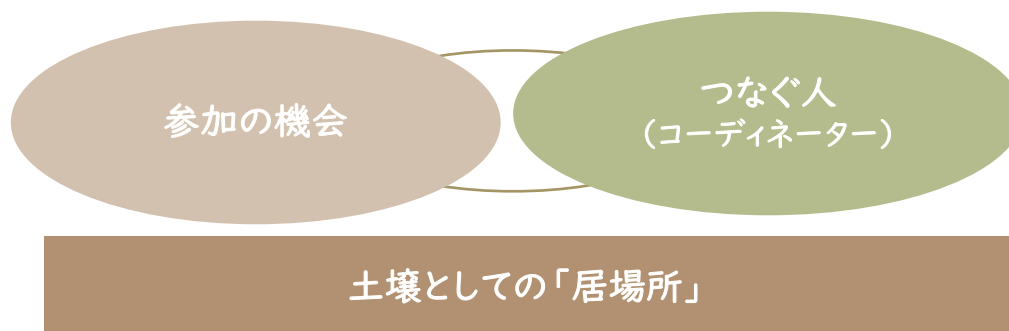 参加の機会
つなぐ人
（コーディネーター）
土壌としての「居場所」